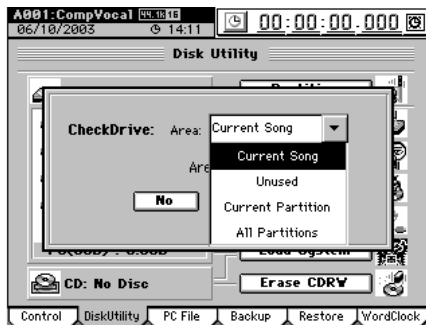 A001:CompVocal 44.1k 16
06/10/2003 14:11
00:00:00.000
Disk Utility
CheckDrive: Area: Current Song
Current Song
Unused
Current Partition
All Partitions
Are
No
CD: No Disc
Erase CDRW
Control DiskUtility PC File Backup Restore WordClock